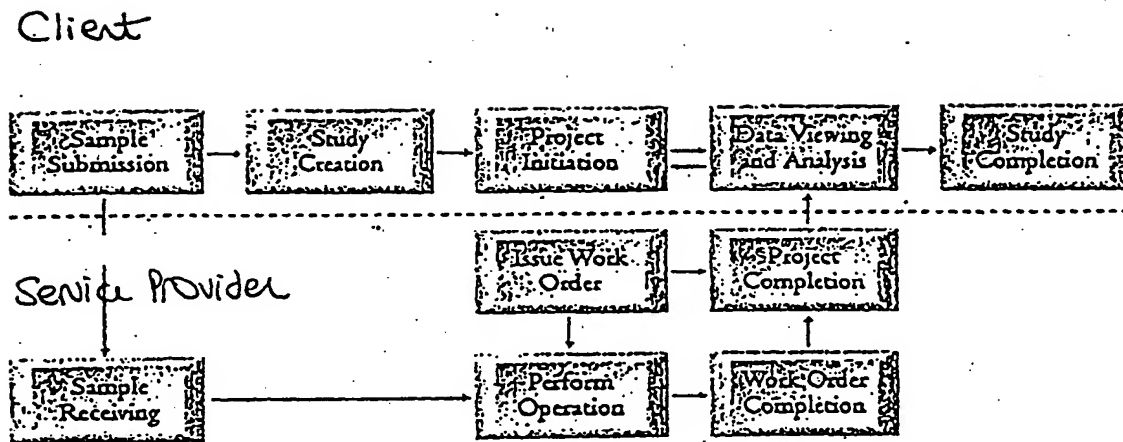 Client
Sample
Submission
Study
Creation
Project
Initiation
Data Viewing
and Analysis
Study
Completion
Issue Work
Order
Project
Completion
Service Provider
Sample
Receiving
Perform
Operation
Work Order
Completion